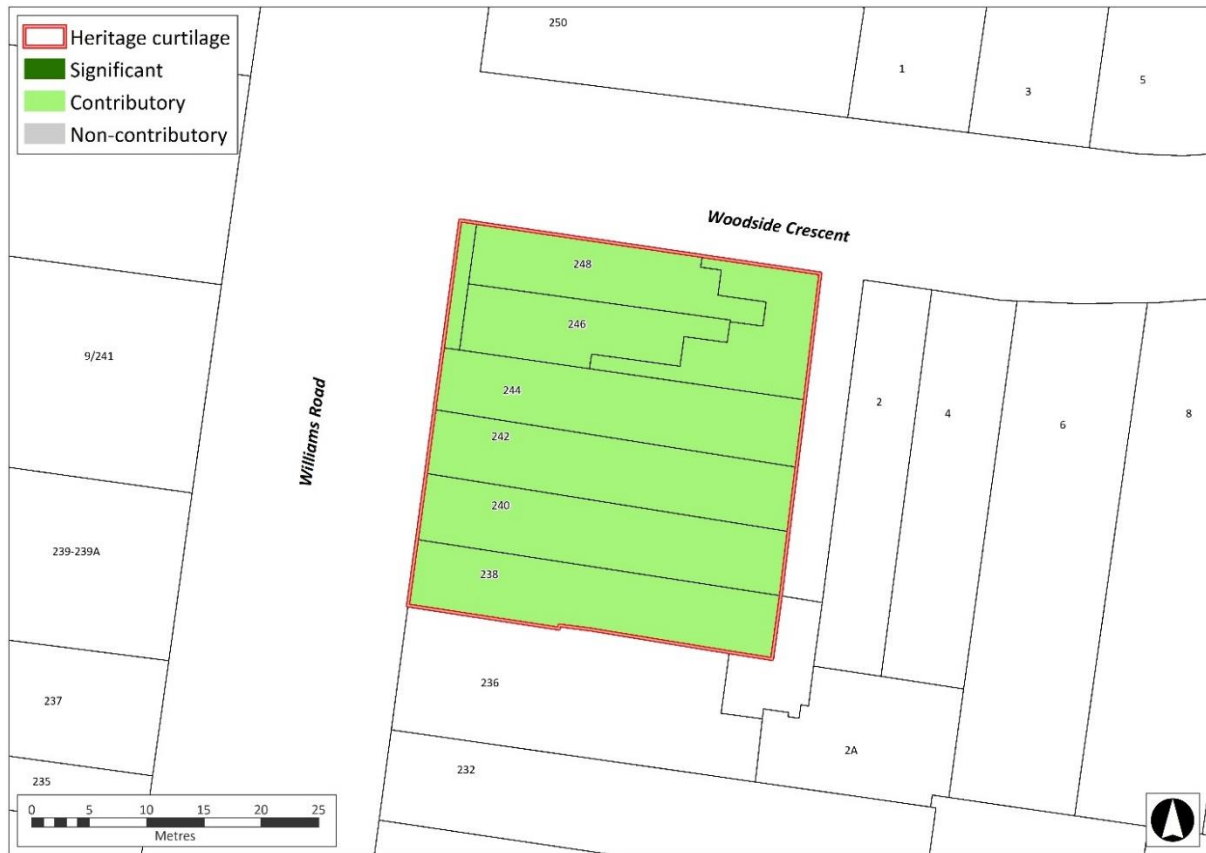 Heritage curtilage
Significant
Contributory
Non-contributory
250
1
3
5
Woodside Crescent
248
246
244
242
240
238
236
232
9/241
239-239A
237
235
Williams Road
2
4
6
8
2A
0 5 10 15 20 25
Metres